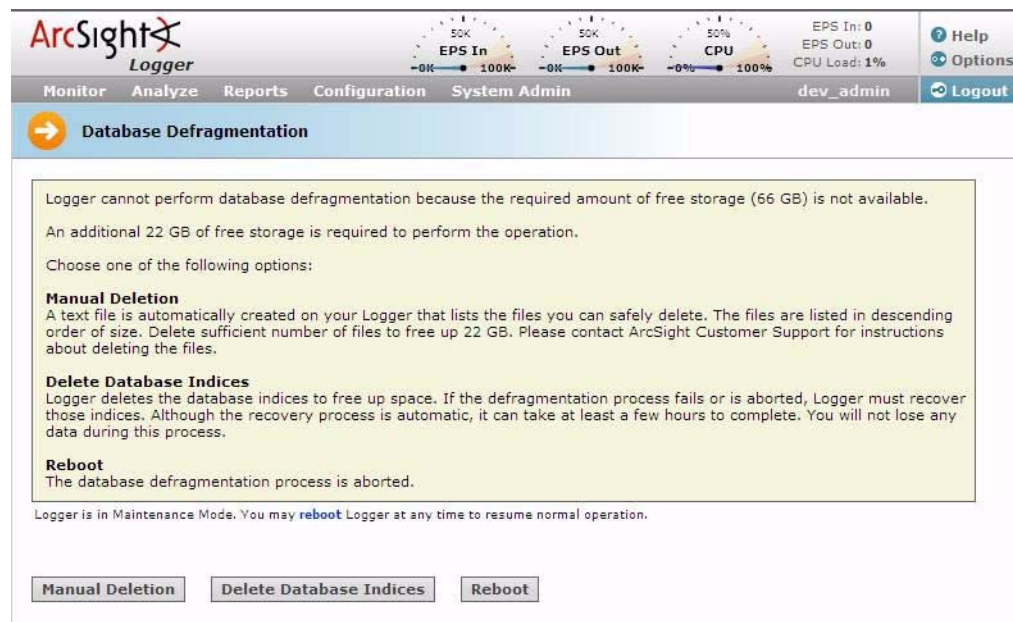 ArcSight
Logger
50K
EPS In
-0K 100K-
50K
EPS Out
-0K 100K-
50%
CPU
-0% 100%
EPS In: 0
EPS Out: 0
CPU Load: 1%
Help
Options
Monitor Analyze Reports Configuration System Admin dev_admin Logout
Database Defragmentation
Logger cannot perform database defragmentation because the required amount of free storage (66 GB) is not available.
An additional 22 GB of free storage is required to perform the operation.
Choose one of the following options:
Manual Deletion
A text file is automatically created on your Logger that lists the files you can safely delete. The files are listed in descending
order of size. Delete sufficient number of files to free up 22 GB. Please contact ArcSight Customer Support for instructions
about deleting the files.
Delete Database Indices
Logger deletes the database indices to free up space. If the defragmentation process fails or is aborted, Logger must recover
those indices. Although the recovery process is automatic, it can take at least a few hours to complete. You will not lose any
data during this process.
Reboot
The database defragmentation process is aborted.
Logger is in Maintenance Mode. You may reboot Logger at any time to resume normal operation.
Manual Deletion Delete Database Indices Reboot